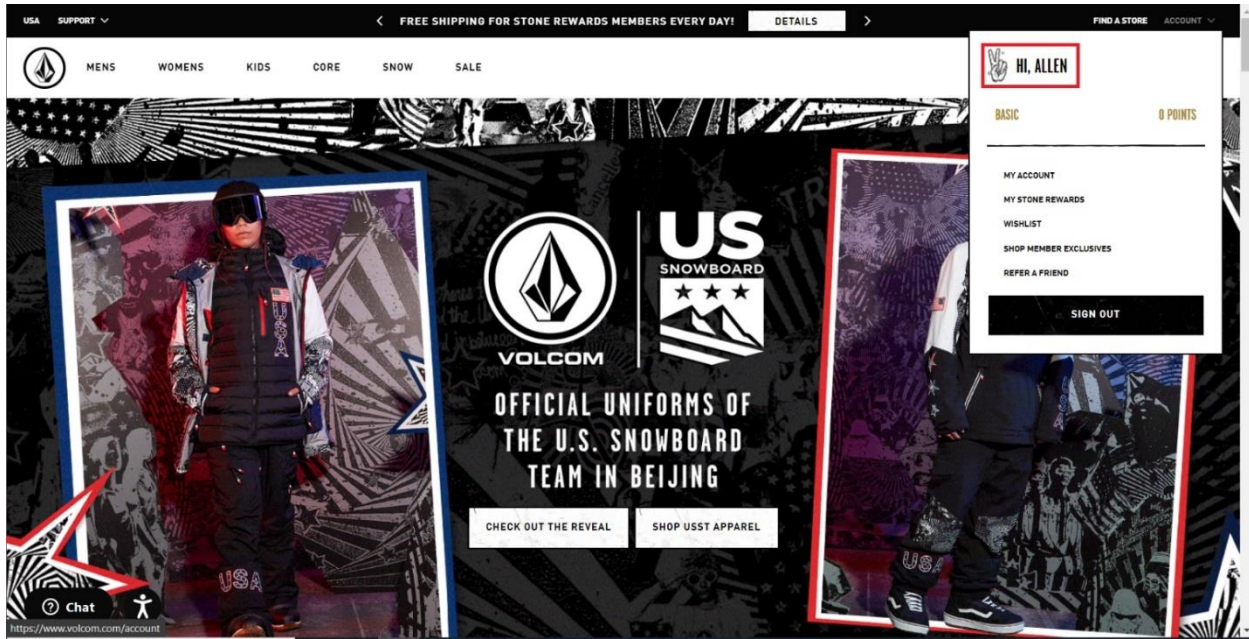 USA SUPPORT
FREE SHIPPING FOR STONE REWARDS MEMBERS EVERY DAY! DETAILS
FIND A STORE ACCOUNT
MENS WOMENS KIDS CORE SNOW SALE
HI, ALLEN
BASIC 0 POINTS
MY ACCOUNT
MY STONE REWARDS
WISHLIST
SHOP MEMBER EXCLUSIVES
REFER A FRIEND
SIGN OUT
VOLCOM
US
SNOWBOARD
OFFICIAL UNIFORMS OF
THE U.S. SNOWBOARD
TEAM IN BEIJING
CHECK OUT THE REVEAL SHOP USST APPAREL
USSA
USA
USA
Chat
https://www.volcom.com/account